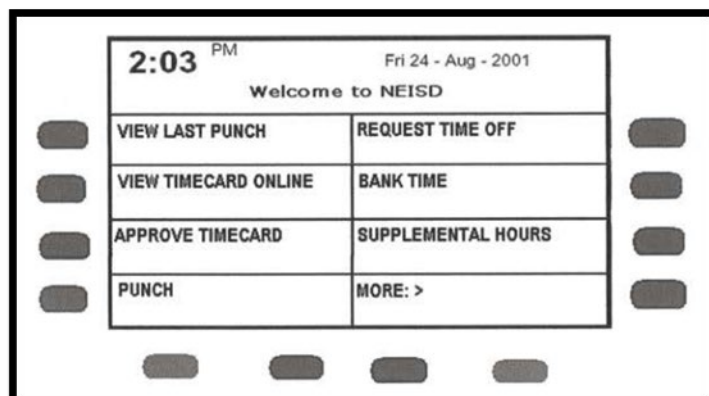 2:03 PM Fri 24 - Aug - 2001
Welcome to NEISD
VIEW LAST PUNCH REQUEST TIME OFF
VIEW TIMECARD ONLINE BANK TIME
APPROVE TIMECARD SUPPLEMENTAL HOURS
PUNCH MORE: >